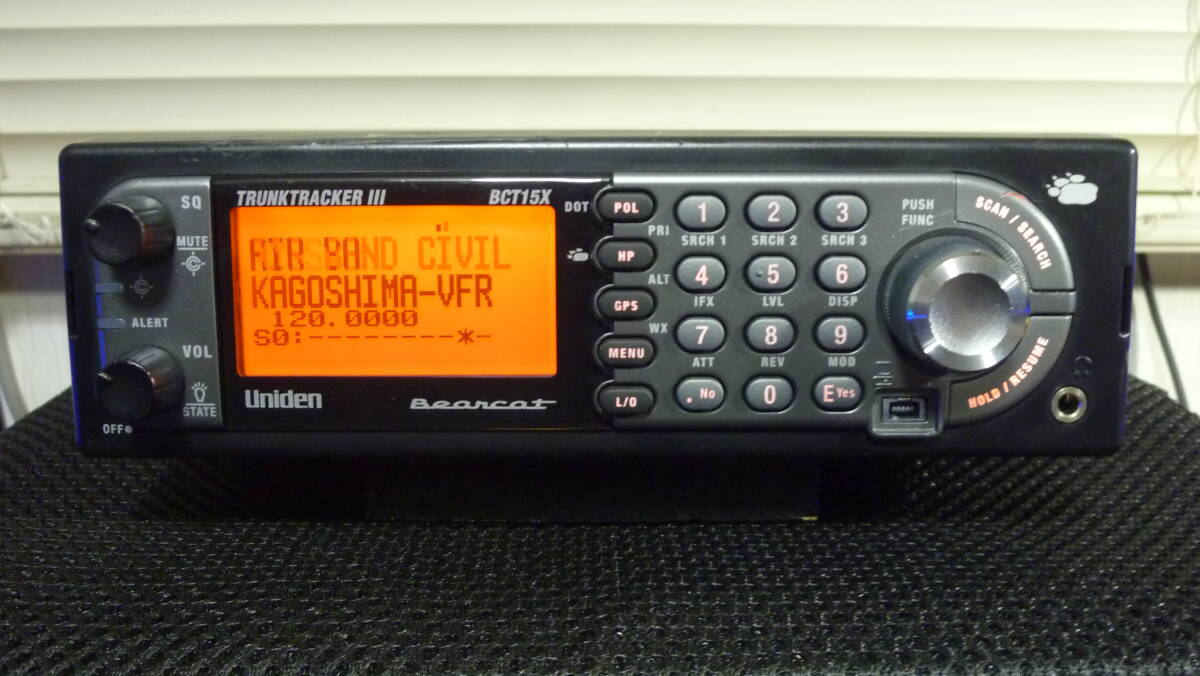 TRUNKTRACKER III
BCT15X
SQ
MUTE
ALERT
VOL
STATE
OFF
AIR BAND CIVIL
KAGOSHIMA-VFR
120.0000
S0:--------*-
Uniden
Bearcat
DOT
POL
PRI
HP
ALT
GPS
WX
MENU
L/O
1 2 3
SRCH 1 SRCH 2 SRCH 3
4 5 6
IFX LVL DISP
7 8 9
ATT REV MOD
. No 0 E Yes
PUSH
FUNC
SCAN / SEARCH
HOLD / RESUME